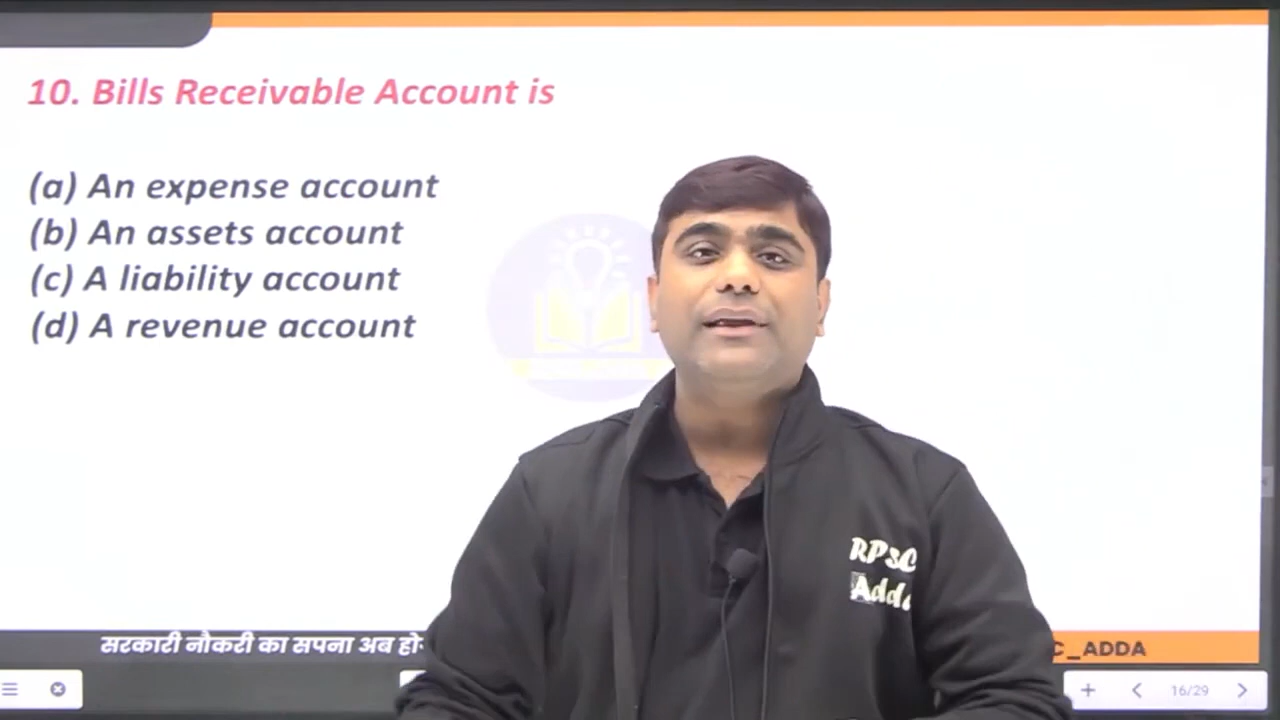 10. Bills Receivable Account is
(a) An expense account
(b) An assets account
(c) A liability account
(d) A revenue account
RPSC
Adda
सरकारी नौकरी का सपना अब
C_ADDA
16/29